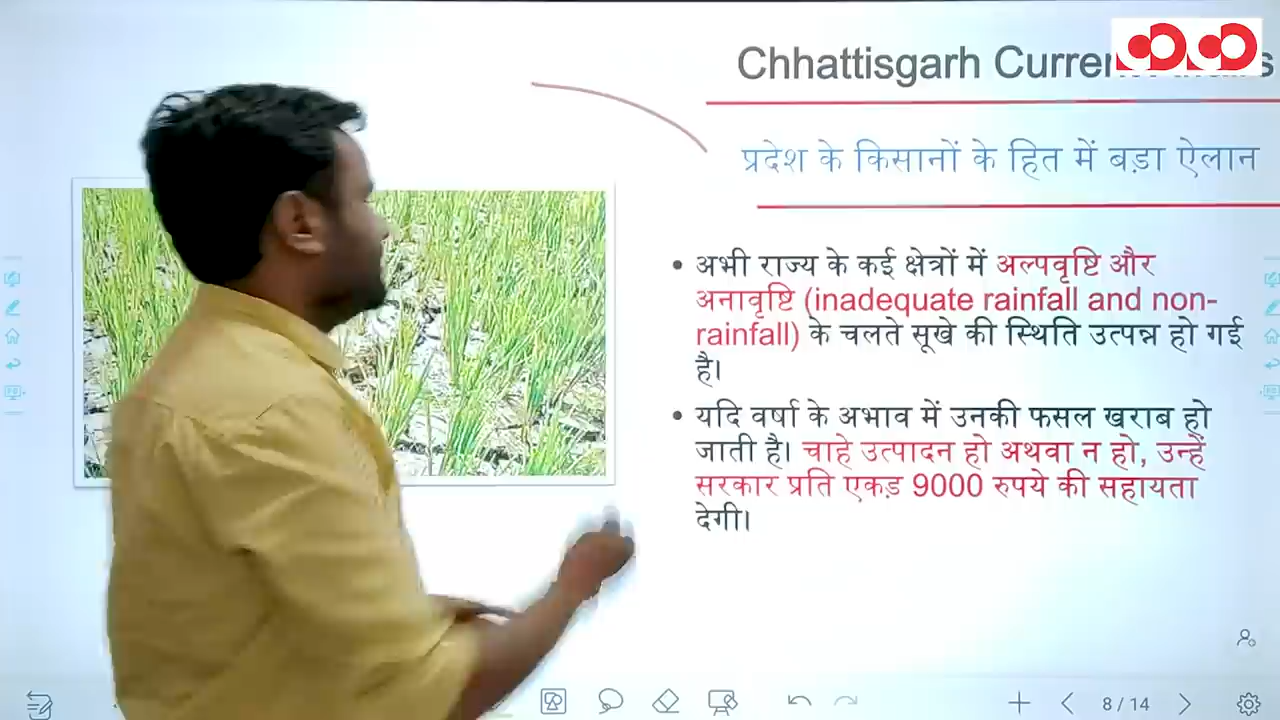 Chhattisgarh Current Affairs
प्रदेश के किसानों के हित में बड़ा ऐलान
• अभी राज्य के कई क्षेत्रों में अल्पवृष्टि और
अनावृष्टि (inadequate rainfall and non-
rainfall) के चलते सूखे की स्थिति उत्पन्न हो गई
है।
• यदि वर्षा के अभाव में उनकी फसल खराब हो
जाती है। चाहे उत्पादन हो अथवा न हो, उन्हें
सरकार प्रति एकड़ 9000 रुपये की सहायता
देगी।
8 / 14